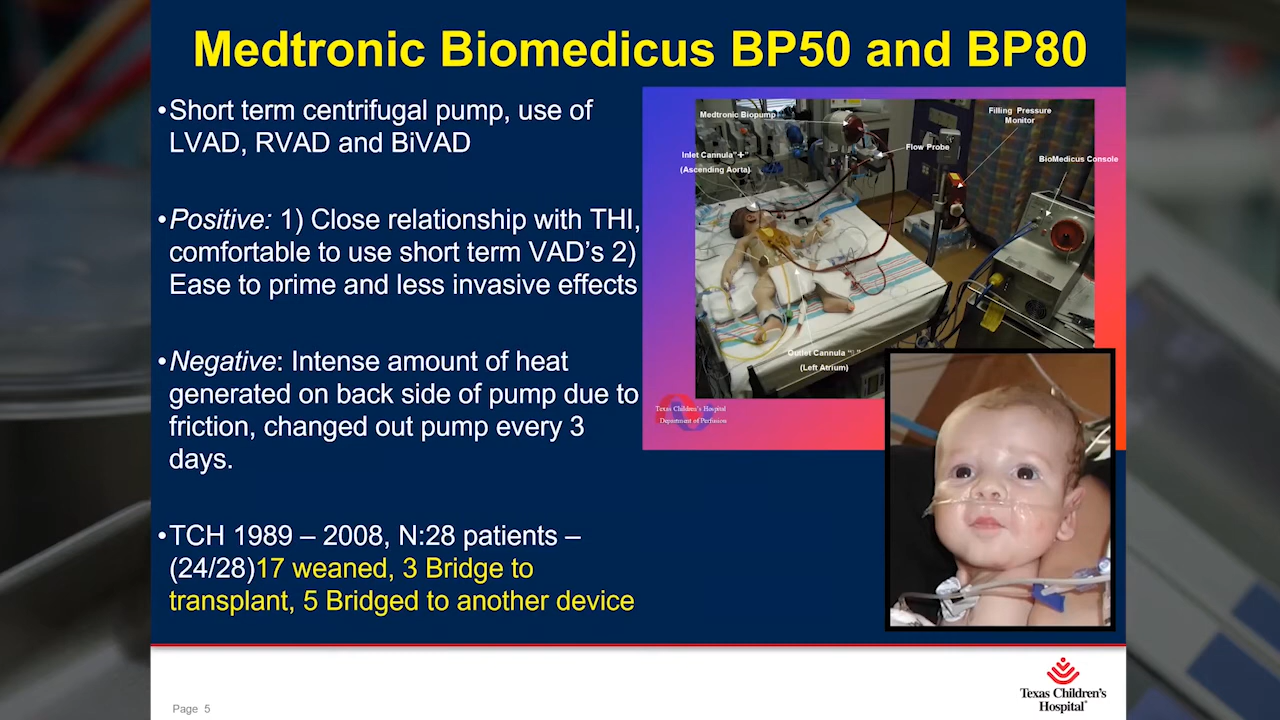 Medtronic Biomedicus BP50 and BP80
•Short term centrifugal pump, use of
LVAD, RVAD and BiVAD
•Positive: 1) Close relationship with THI,
comfortable to use short term VAD's 2)
Ease to prime and less invasive effects
•Negative: Intense amount of heat
generated on back side of pump due to
friction, changed out pump every 3
days.
•TCH 1989 – 2008, N:28 patients –
(24/28)17 weaned, 3 Bridge to
transplant, 5 Bridged to another device
Medtronic Biopump
Filling Pressure
Monitor
Flow Probe
Inlet Cannula"+"
(Ascending Aorta)
BioMedicus Console
Outlet Cannula
(Left Atrium)
Texas Children's Hospital
Department of Perfusion
Page 5
Texas Children's
Hospital®